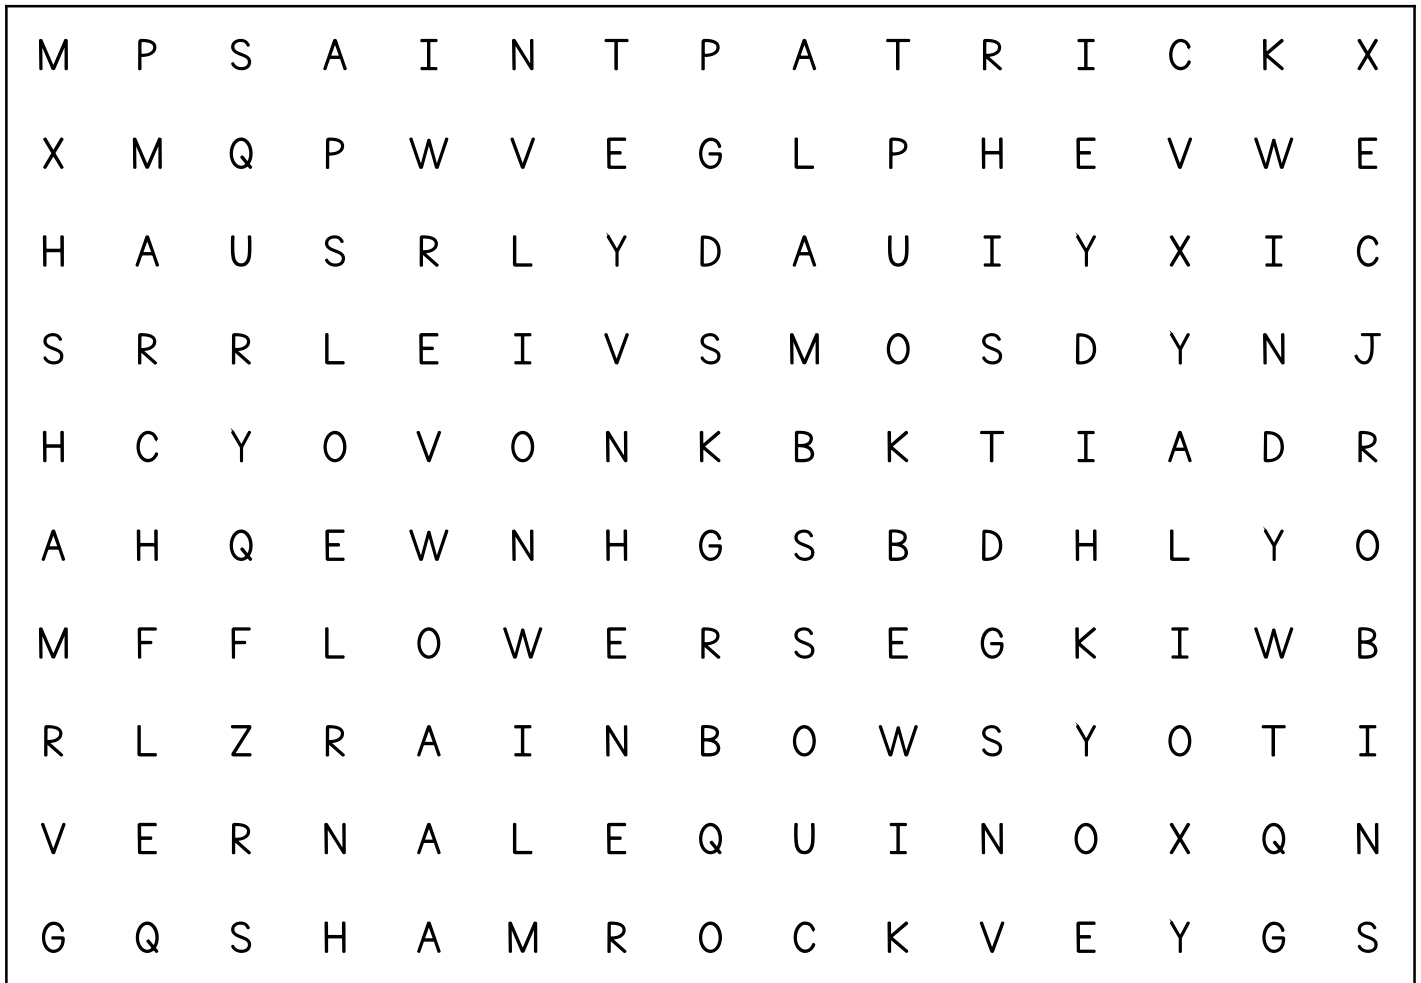 M P S A I N T P A T R I C K X
X M Q P W V E G L P H E V W E
H A U S R L Y D A U I Y X I C
S R R L E I V S M O S D Y N J
H C Y O V O N K B K T I A D R
A H Q E W N H G S B D H L Y O
M F F L O W E R S E G K I W B
R L Z R A I N B O W S Y O T I
V E R N A L E Q U I N O X Q N
G Q S H A M R O C K V E Y G S